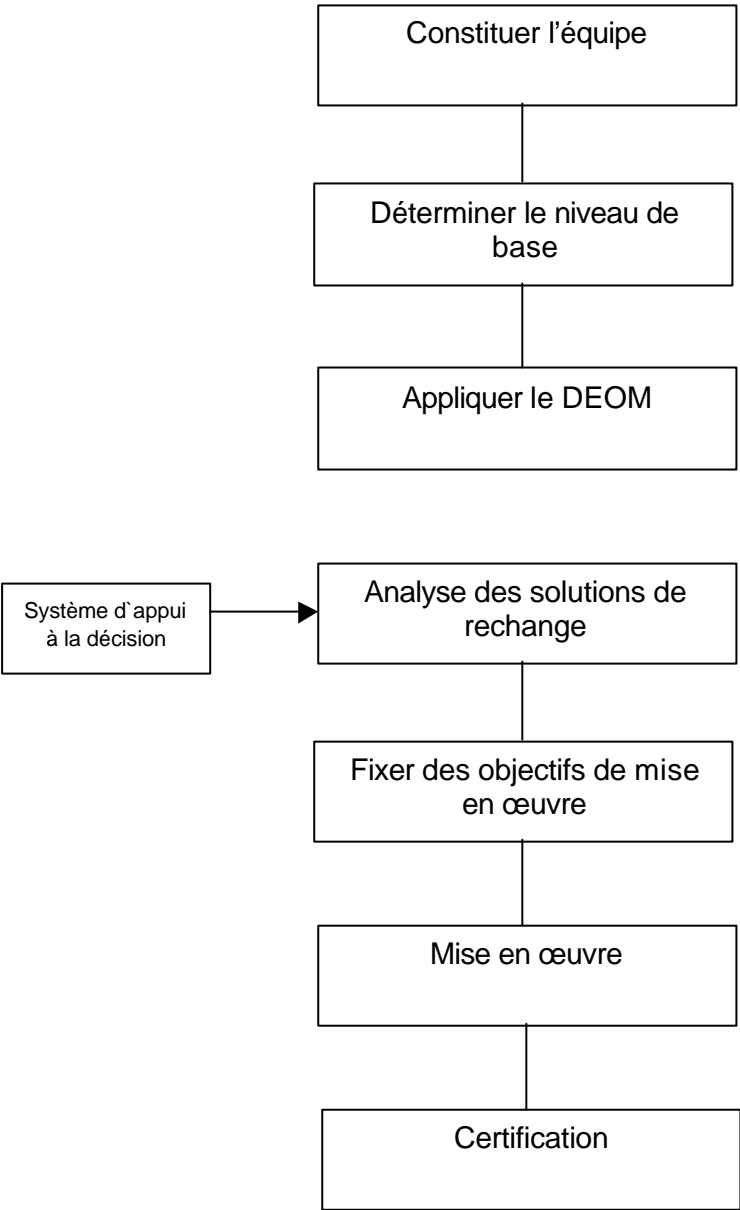 Constituer l’équipe
Déterminer le niveau de
base
Appliquer le DEOM
Système d`appui
à la décision
Analyse des solutions de
rechange
Fixer des objectifs de mise
en œuvre
Mise en œuvre
Certification